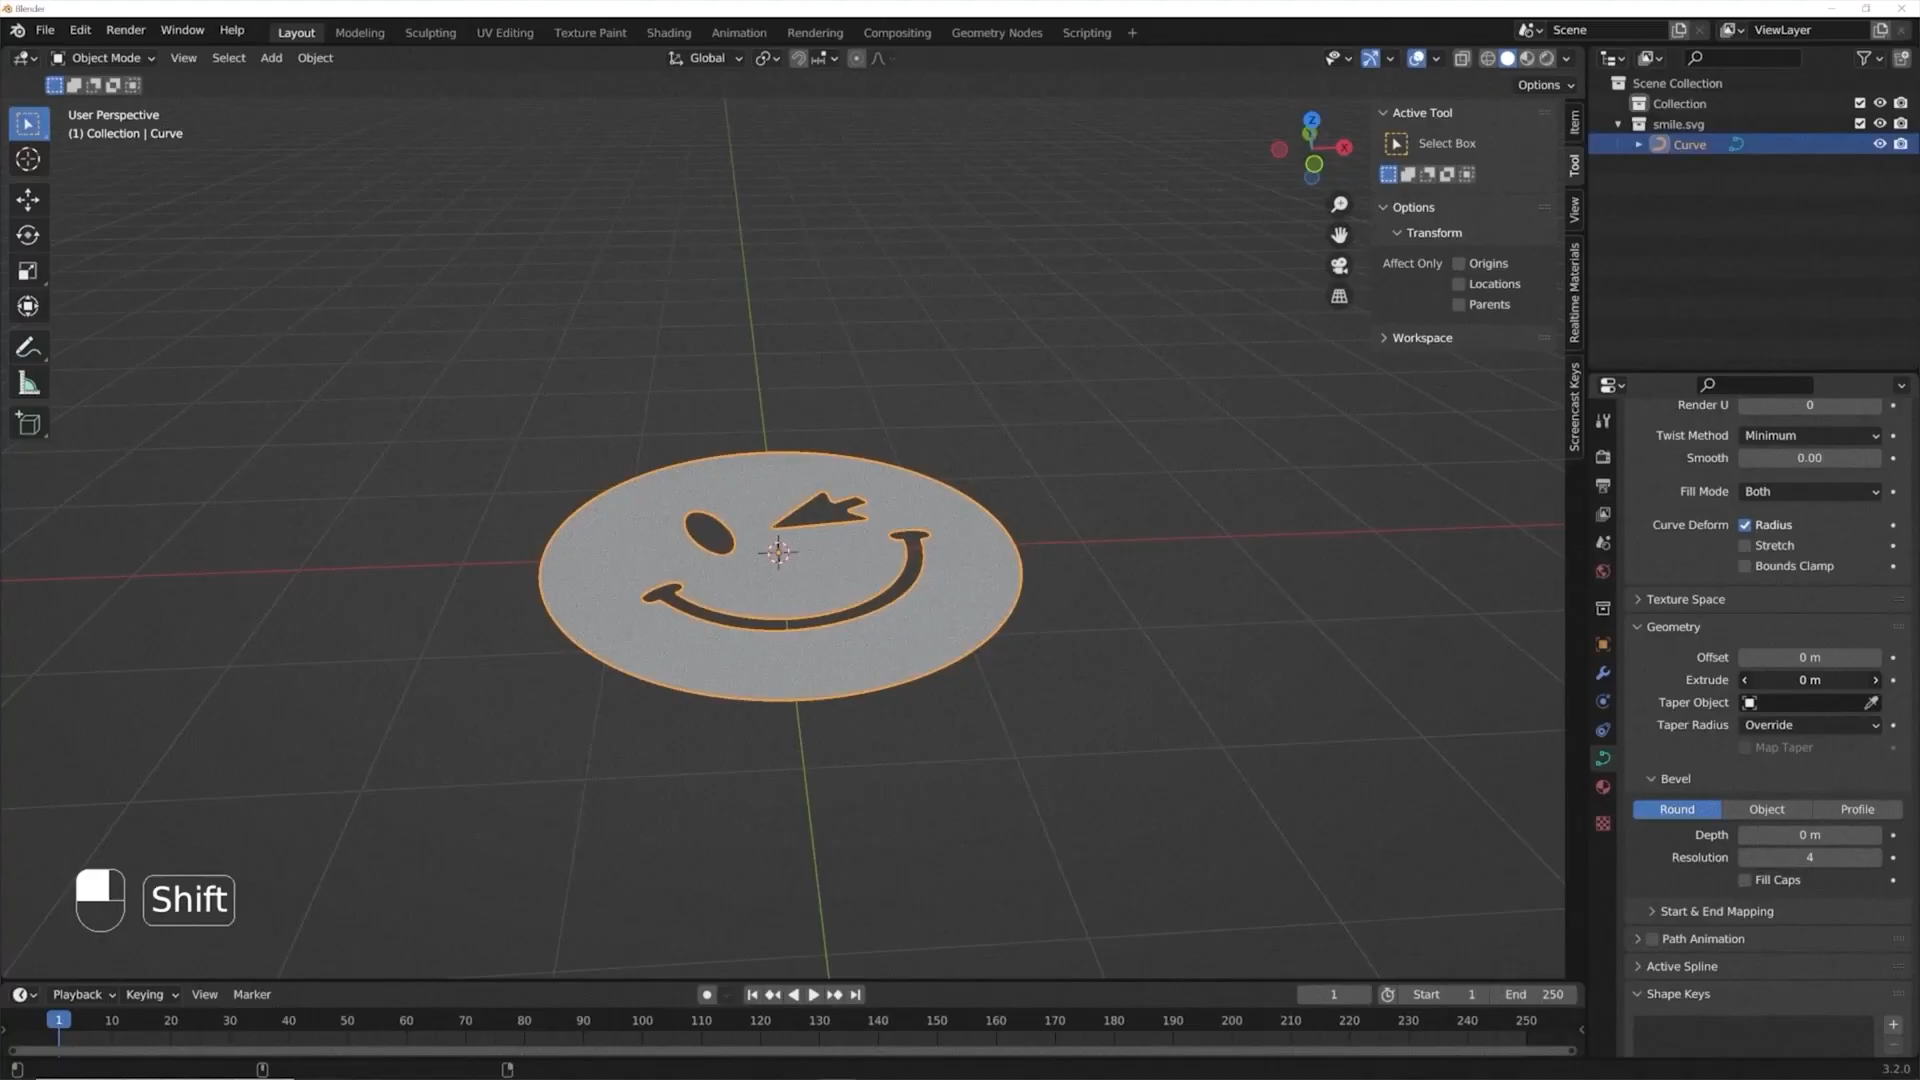 Blender
File Edit Render Window Help Layout Modeling Sculpting UV Editing Texture Paint Shading Animation Rendering Compositing Geometry Nodes Scripting + Scene ViewLayer
Object Mode View Select Add Object Global
Options
User Perspective
(1) Collection | Curve
Z
Y
X
Active Tool
Select Box
Options
Transform
Affect Only Origins
Locations
Parents
Workspace
Item
Tool
View
Realtime Materials
Screencast Keys
Scene Collection
Collection
smile.svg
Curve
Render U 0
Twist Method Minimum
Smooth 0.00
Fill Mode Both
Curve Deform Radius
Stretch
Bounds Clamp
Texture Space
Geometry
Offset 0 m
Extrude 0 m
Taper Object
Taper Radius Override
Map Taper
Bevel
Round Object Profile
Depth 0 m
Resolution 4
Fill Caps
Start & End Mapping
Path Animation
Active Spline
Shape Keys
Shift
Playback Keying View Marker 1 Start 1 End 250
1 10 20 30 40 50 60 70 80 90 100 110 120 130 140 150 160 170 180 190 200 210 220 230 240 250
3.2.0